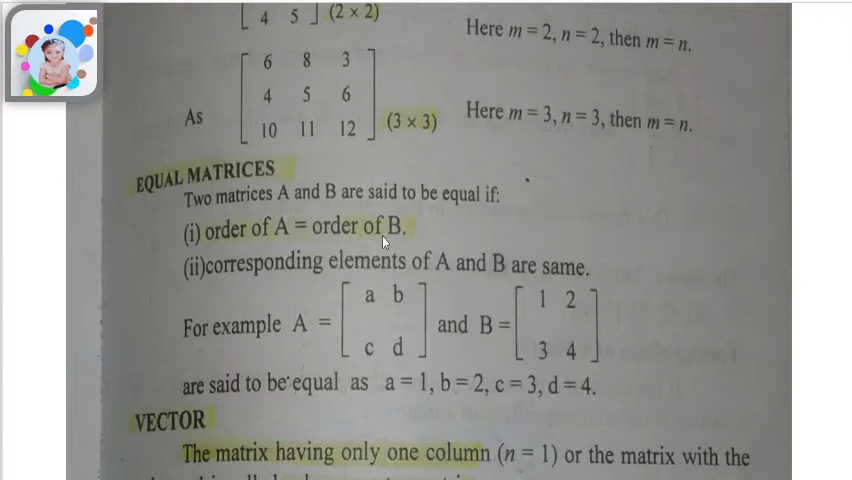 4 5 (2 × 2)
Here m = 2, n = 2, then m = n.
6 8 3
4 5 6
As
10 11 12 (3 × 3)
Here m = 3, n = 3, then m = n.
EQUAL MATRICES
Two matrices A and B are said to be equal if:
(i) order of A = order of B.
(ii)corresponding elements of A and B are same.
a b 1 2
For example A = and B =
c d 3 4
are said to be equal as a = 1, b = 2, c = 3, d = 4.
VECTOR
The matrix having only one column (n = 1) or the matrix with the